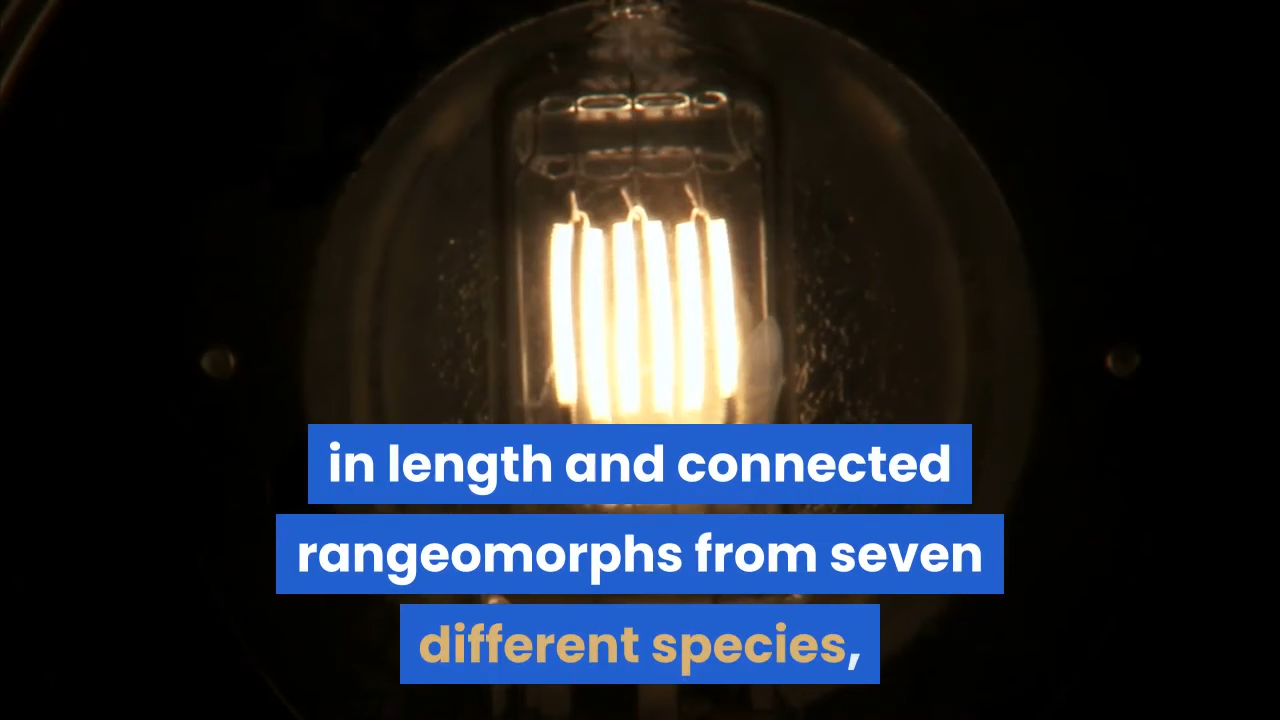 in length and connected
rangeomorphs from seven
different species,